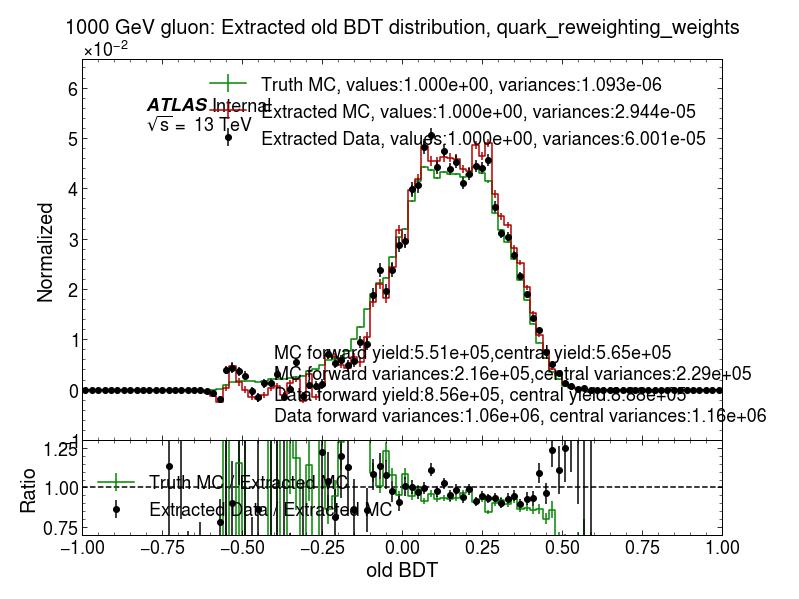 1000 GeV gluon: Extracted old BDT distribution, quark_reweighting_weights
×10⁻²
Truth MC, values:1.000e+00, variances:1.093e-06
ATLAS Internal
Extracted MC, values:1.000e+00, variances:2.944e-05
√s = 13 TeV
Extracted Data, values:1.000e+00, variances:6.001e-05
Normalized
6
5
4
3
2
1
0
−1
MC forward yield:5.51e+05,central yield:5.65e+05
MC forward variances:2.16e+05,central variances:2.29e+05
Data forward yield:8.56e+05, central yield:8.88e+05
Data forward variances:1.06e+06, central variances:1.16e+06
Ratio
1.25
1.00
0.75
Truth MC / Extracted MC
Extracted Data / Extracted MC
−1.00 −0.75 −0.50 −0.25 0.00 0.25 0.50 0.75 1.00
old BDT